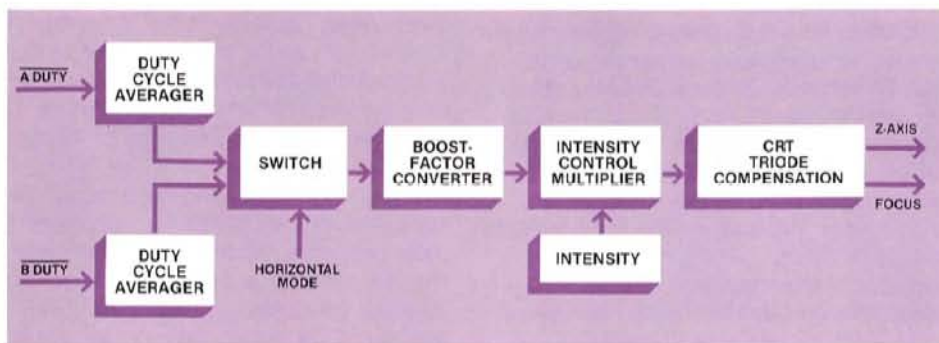 A DUTY
DUTY
CYCLE
AVERAGER
SWITCH
BOOST-
FACTOR
CONVERTER
INTENSITY
CONTROL
MULTIPLIER
CRT
TRIODE
COMPENSATION
Z-AXIS
FOCUS
B DUTY
DUTY
CYCLE
AVERAGER
HORIZONTAL
MODE
INTENSITY